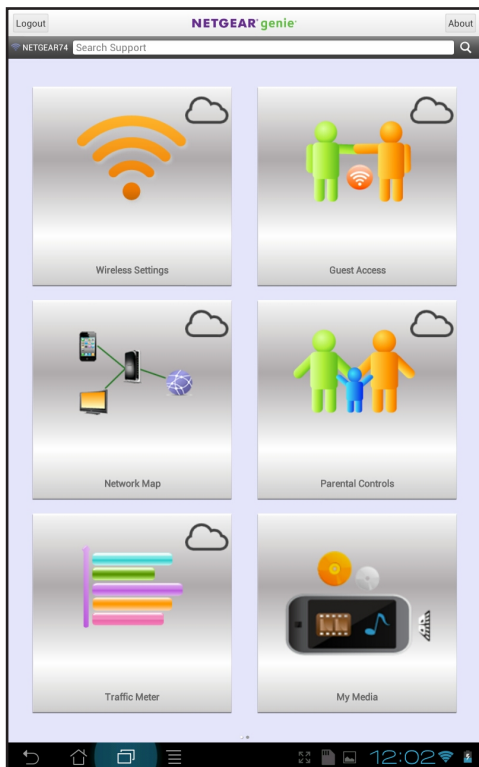 Logout
NETGEAR genie
About
NETGEAR74
Search Support
Wireless Settings
Guest Access
Network Map
Parental Controls
Traffic Meter
My Media
12:02